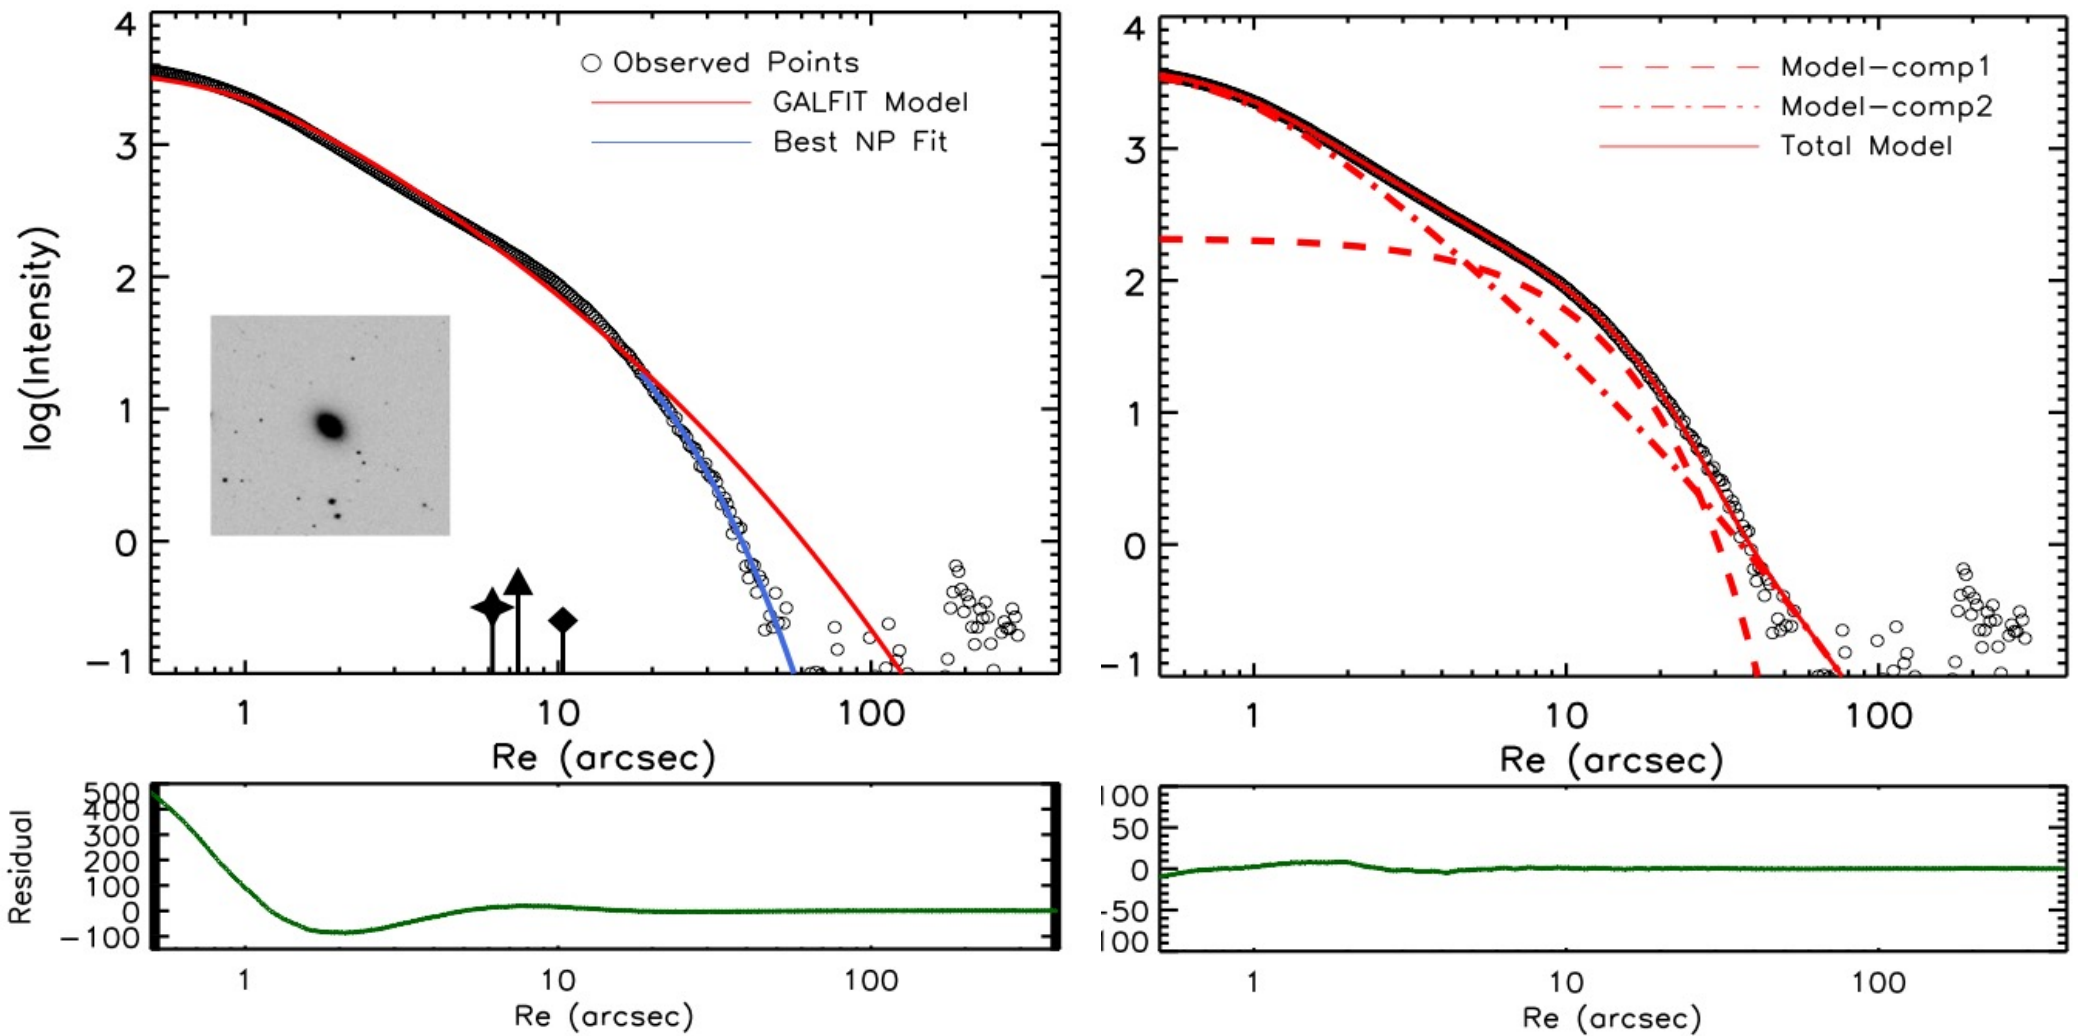 4
3
2
1
0
−1
log(Intensity)
Observed Points
GALFIT Model
Best NP Fit
1 10 100
Re (arcsec)
500
400
300
200
100
0
−100
Residual
1 10 100
Re (arcsec)
4
3
2
1
0
−1
Model−comp1
Model−comp2
Total Model
1 10 100
Re (arcsec)
100
50
0
-50
100
1 10 100
Re (arcsec)